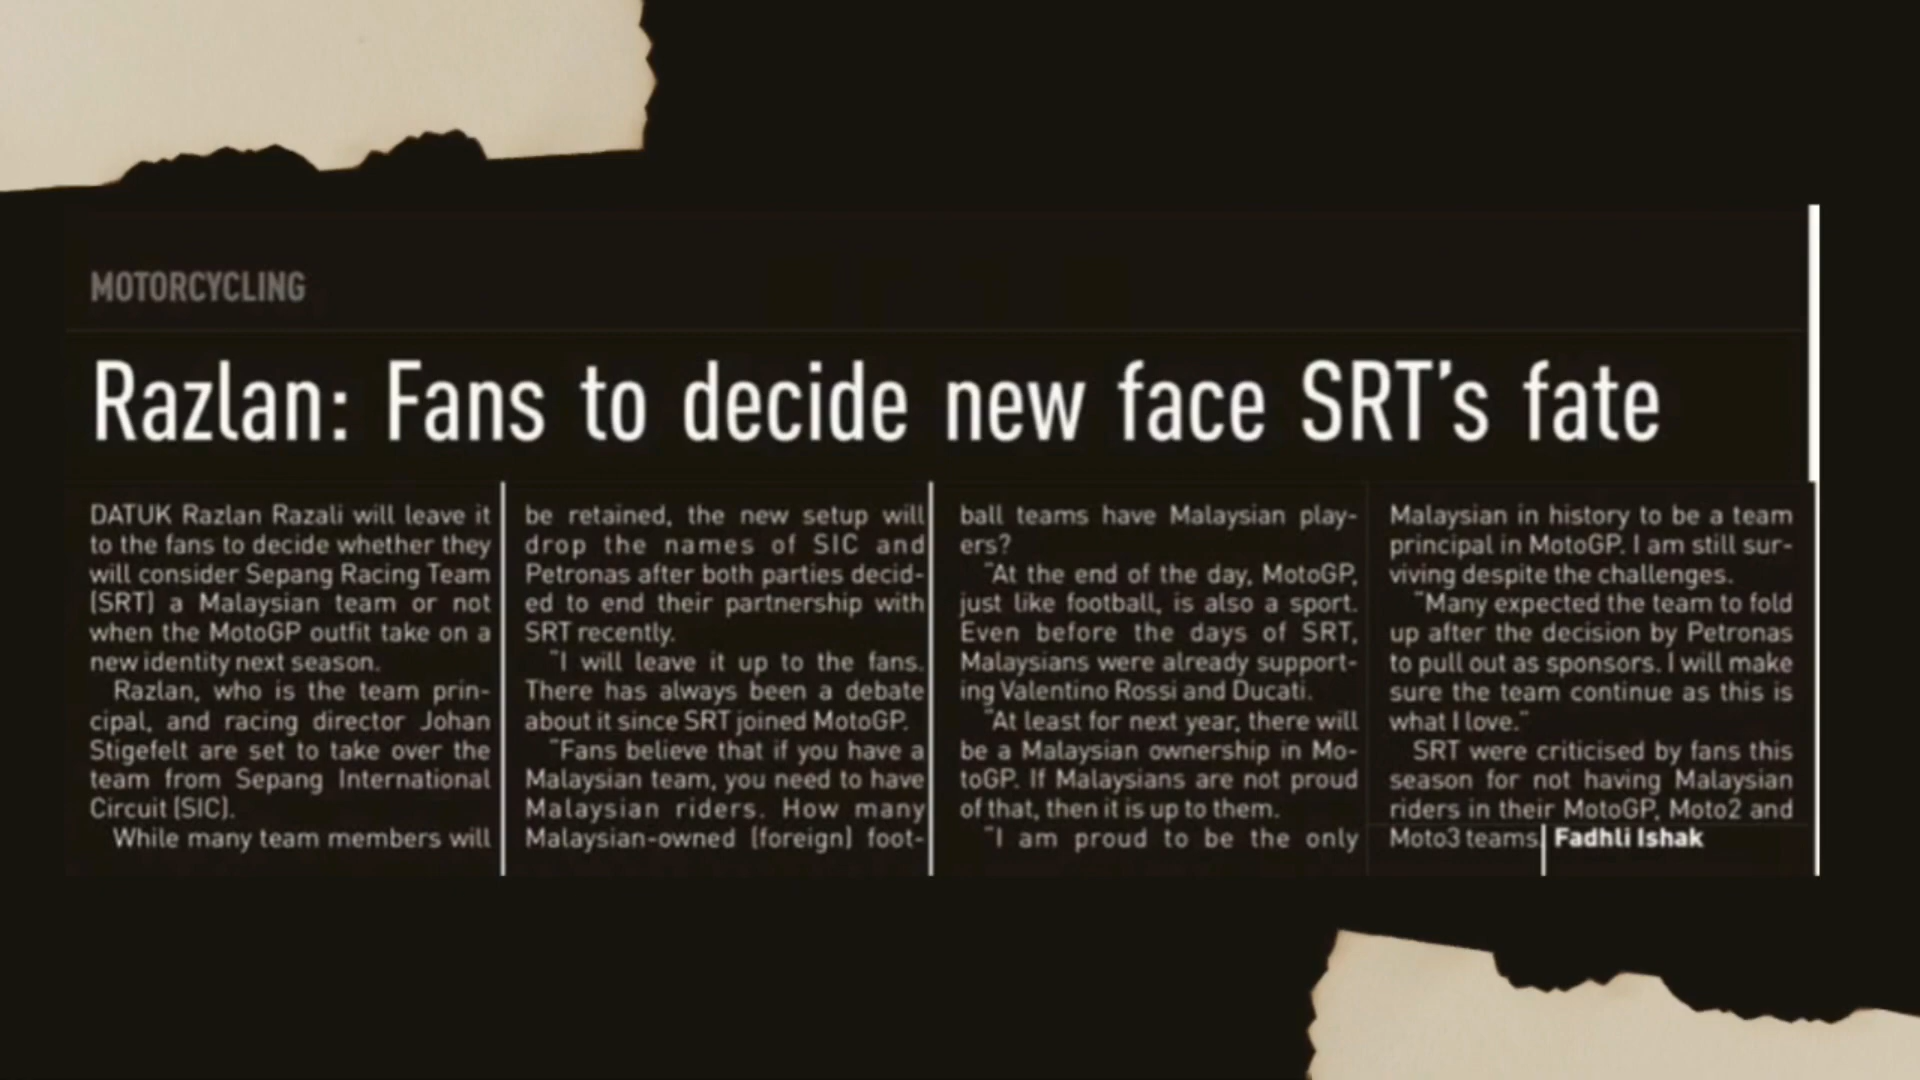 MOTORCYCLING
Razlan: Fans to decide new face SRT's fate
DATUK Razlan Razali will leave it
to the fans to decide whether they
will consider Sepang Racing Team
(SRT) a Malaysian team or not
when the MotoGP outfit take on a
new identity next season.
Razlan, who is the team prin-
cipal, and racing director Johan
Stigefelt are set to take over the
team from Sepang International
Circuit (SIC).
While many team members will
be retained, the new setup will
drop the names of SIC and
Petronas after both parties decid-
ed to end their partnership with
SRT recently.
"I will leave it up to the fans.
There has always been a debate
about it since SRT joined MotoGP.
"Fans believe that if you have a
Malaysian team, you need to have
Malaysian riders. How many
Malaysian-owned (foreign) foot-
ball teams have Malaysian play-
ers?
"At the end of the day, MotoGP,
just like football, is also a sport.
Even before the days of SRT,
Malaysians were already support-
ing Valentino Rossi and Ducati.
"At least for next year, there will
be a Malaysian ownership in Mo-
toGP. If Malaysians are not proud
of that, then it is up to them.
"I am proud to be the only
Malaysian in history to be a team
principal in MotoGP. I am still sur-
viving despite the challenges.
"Many expected the team to fold
up after the decision by Petronas
to pull out as sponsors. I will make
sure the team continue as this is
what I love."
SRT were criticised by fans this
season for not having Malaysian
riders in their MotoGP, Moto2 and
Moto3 teams. Fadhli Ishak